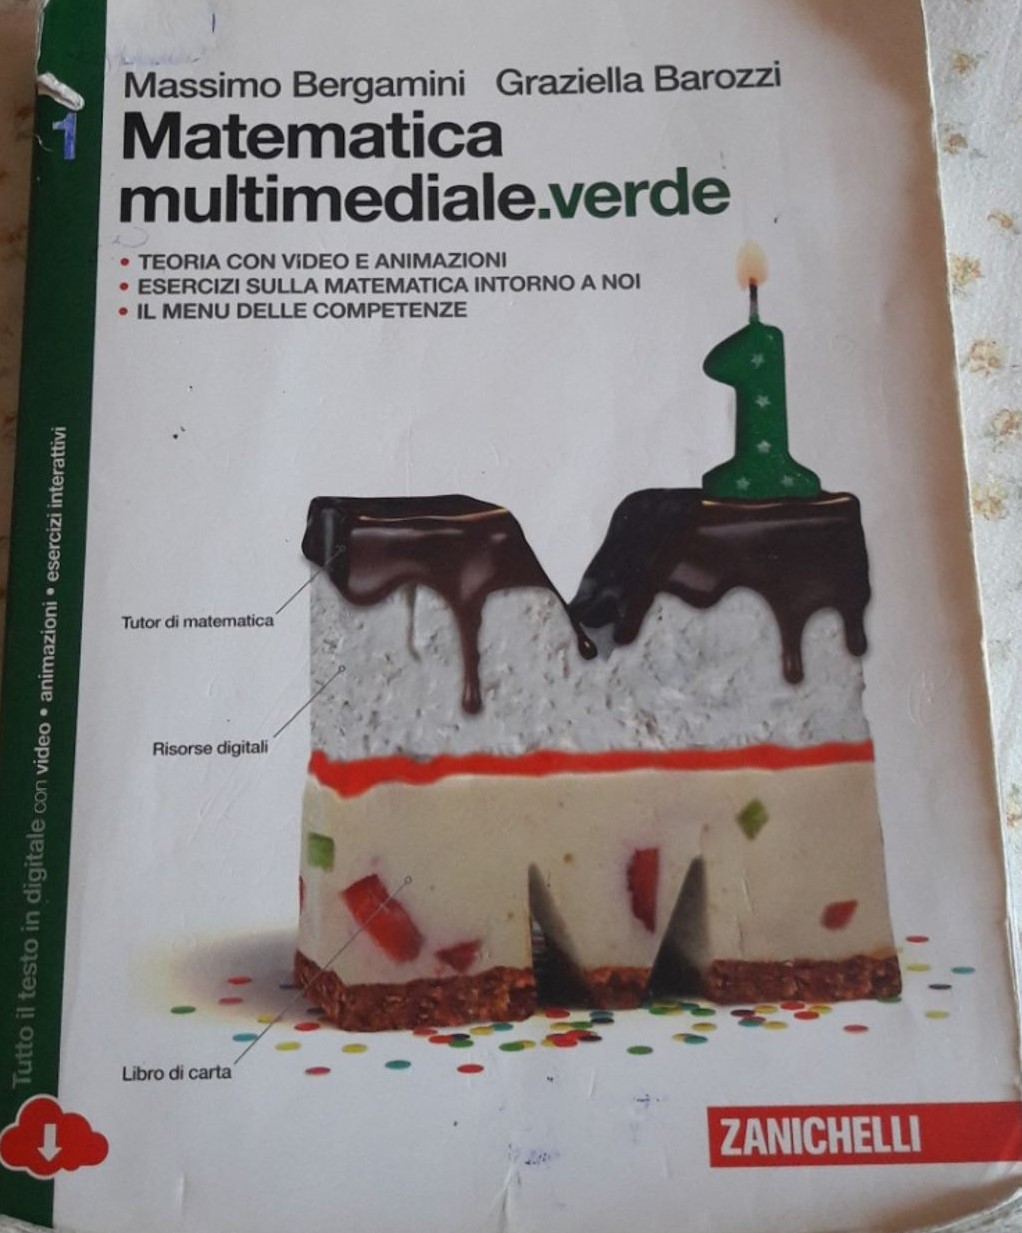 Massimo Bergamini Graziella Barozzi
1
Matematica
multimediale.verde
• TEORIA CON ViDEO E ANIMAZIONI
• ESERCIZI SULLA MATEMATICA INTORNO A NOI
• IL MENU DELLE COMPETENZE
1
Tutor di matematica
Risorse digitali
Libro di carta
Tutto il testo in digitale con video • animazioni • esercizi interattivi
ZANICHELLI